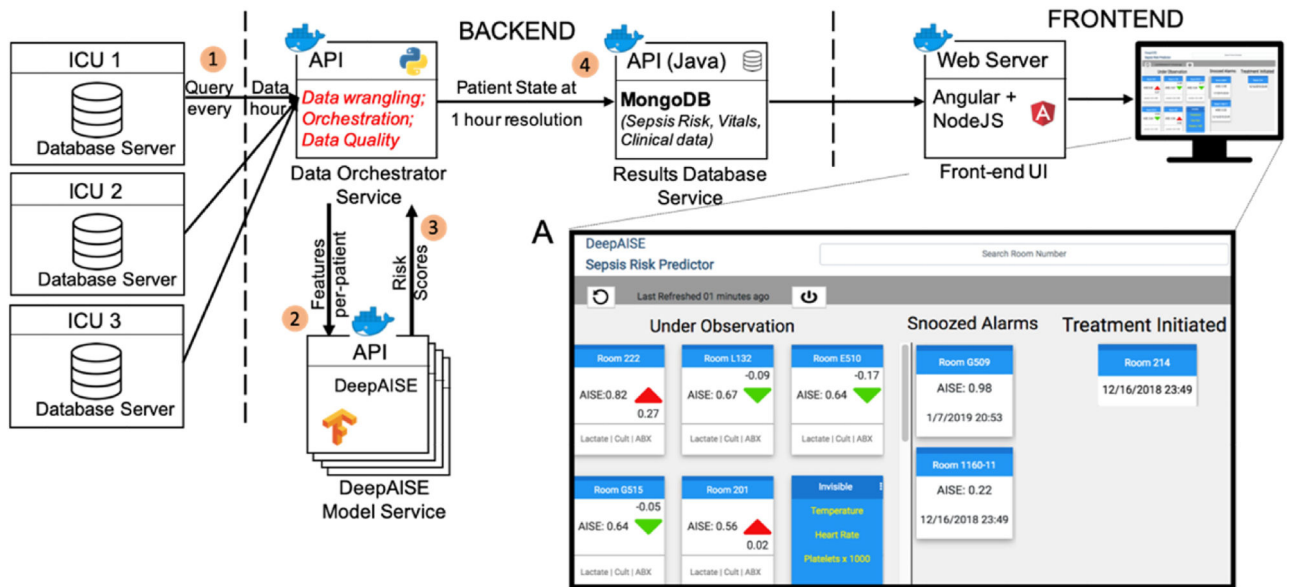 BACKEND
FRONTEND
ICU 1
Database Server
ICU 2
Database Server
ICU 3
Database Server
1
Query Data
every hour
API
Data wrangling;
Orchestration;
Data Quality
Data Orchestrator
Service
Features
per-patient
Risk
Scores
3
2
API
DeepAISE
DeepAISE
Model Service
Patient State at
1 hour resolution
4
API (Java)
MongoDB
(Sepsis Risk, Vitals,
Clinical data)
Results Database
Service
Web Server
Angular +
NodeJS
A
Front-end UI
A
DeepAISE
Sepsis Risk Predictor
Search Room Number
Last Refreshed 01 minutes ago
Under Observation
Snoozed Alarms
Treatment Initiated
Room 222
AISE:0.82
0.27
Lactate | Cult | ABX
Room L132
-0.09
AISE: 0.67
Lactate | Cult | ABX
Room E510
-0.17
AISE: 0.64
Lactate | Cult | ABX
Room G509
AISE: 0.98
1/7/2019 20:53
Room 214
12/16/2018 23:49
Room G515
-0.05
AISE: 0.64
Lactate | Cult | ABX
Room 201
AISE: 0.56
0.02
Lactate | Cult | ABX
Invisible
Temperature
Heart Rate
Platelets x 1000
Room 1160-11
AISE: 0.22
12/16/2018 23:49